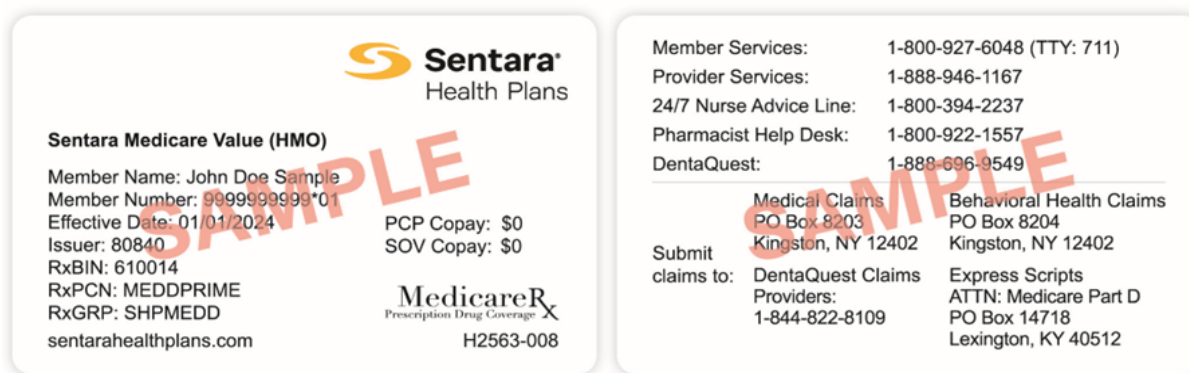 Sentara®
Health Plans
Sentara Medicare Value (HMO)
Member Name: John Doe Sample
Member Number: 9999999999*01
Effective Date: 01/01/2024
Issuer: 80840
RxBIN: 610014
RxPCN: MEDDPRIME
RxGRP: SHPMEDD
sentarahealthplans.com
PCP Copay: $0
SOV Copay: $0
MedicareRx
Prescription Drug Coverage
H2563-008
SAMPLE
Member Services: 1-800-927-6048 (TTY: 711)
Provider Services: 1-888-946-1167
24/7 Nurse Advice Line: 1-800-394-2237
Pharmacist Help Desk: 1-800-922-1557
DentaQuest: 1-888-696-9549
Submit
claims to:
Medical Claims
PO Box 8203
Kingston, NY 12402
Behavioral Health Claims
PO Box 8204
Kingston, NY 12402
DentaQuest Claims
Providers:
1-844-822-8109
Express Scripts
ATTN: Medicare Part D
PO Box 14718
Lexington, KY 40512
SAMPLE